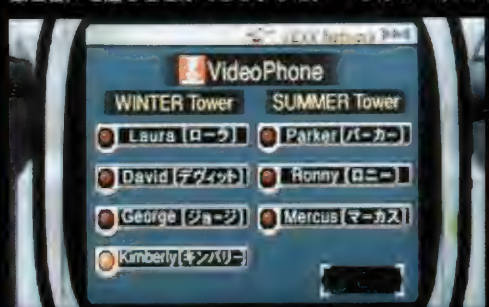 VideoPhone
WINTER Tower
SUMMER Tower
Laura [ローラ]
Parker [パーカー]
David [デヴィット]
Ronny [ロニー]
George [ジョージ]
Mercus [マーカス]
Kimberly [キンバリー]